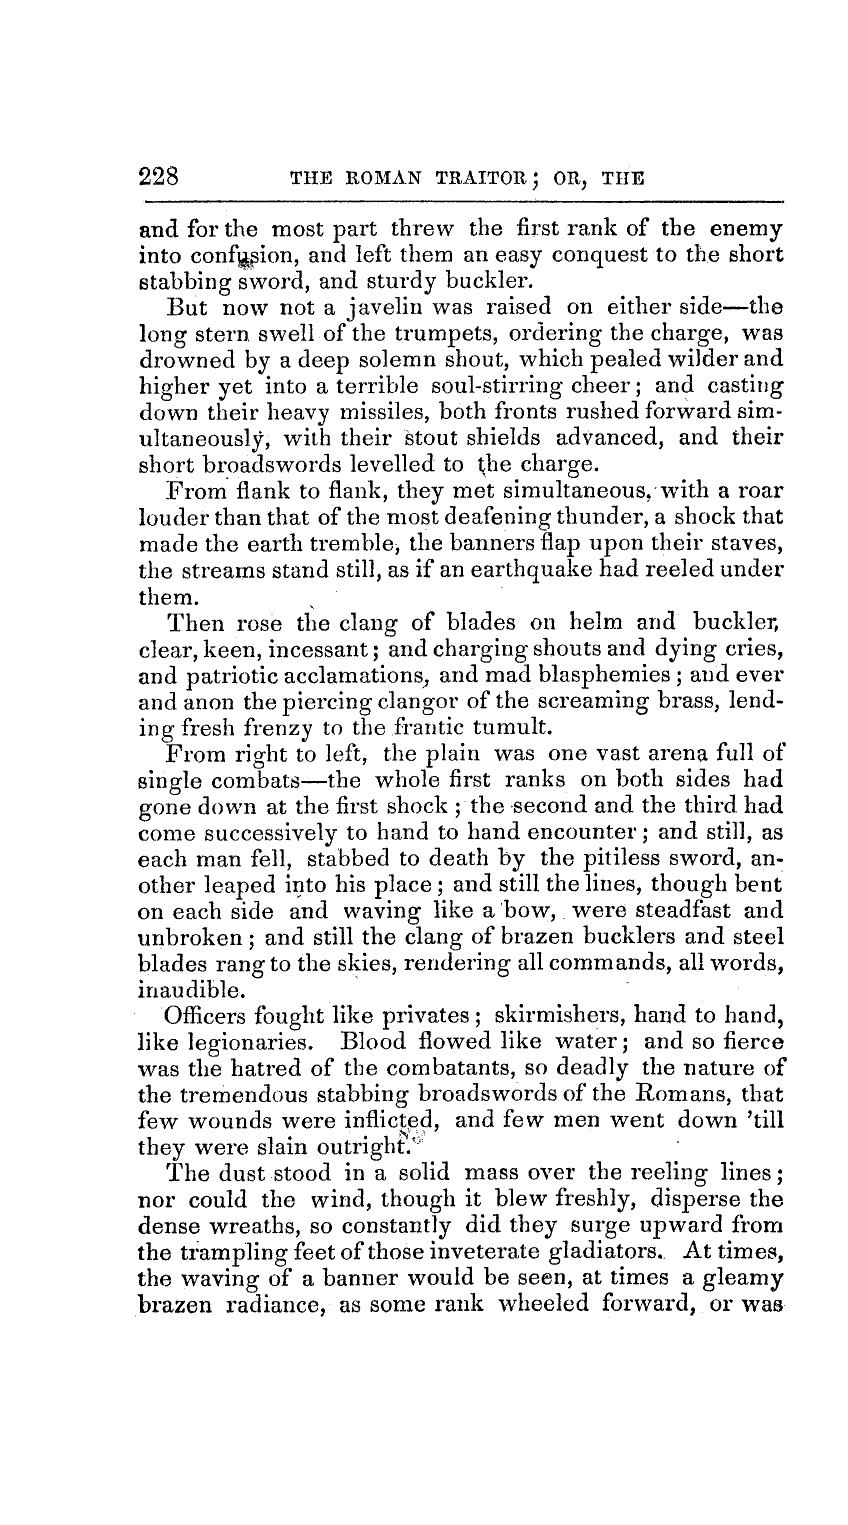 228 THE ROMAN TRAITOR; OR, THE
and for the most part threw the first rank of the enemy
into confusion, and left them an easy conquest to the short
stabbing sword, and sturdy buckler.
But now not a javelin was raised on either side—the
long stern swell of the trumpets, ordering the charge, was
drowned by a deep solemn shout, which pealed wilder and
higher yet into a terrible soul-stirring cheer; and casting
down their heavy missiles, both fronts rushed forward sim-
ultaneously, with their stout shields advanced, and their
short broadswords levelled to the charge.
From flank to flank, they met simultaneous, with a roar
louder than that of the most deafening thunder, a shock that
made the earth tremble, the banners flap upon their staves,
the streams stand still, as if an earthquake had reeled under
them.
Then rose the clang of blades on helm and buckler,
clear, keen, incessant; and charging shouts and dying cries,
and patriotic acclamations, and mad blasphemies; and ever
and anon the piercing clangor of the screaming brass, lend-
ing fresh frenzy to the frantic tumult.
From right to left, the plain was one vast arena full of
single combats—the whole first ranks on both sides had
gone down at the first shock; the second and the third had
come successively to hand to hand encounter; and still, as
each man fell, stabbed to death by the pitiless sword, an-
other leaped into his place; and still the lines, though bent
on each side and waving like a bow, were steadfast and
unbroken; and still the clang of brazen bucklers and steel
blades rang to the skies, rendering all commands, all words,
inaudible.
Officers fought like privates; skirmishers, hand to hand,
like legionaries. Blood flowed like water; and so fierce
was the hatred of the combatants, so deadly the nature of
the tremendous stabbing broadswords of the Romans, that
few wounds were inflicted, and few men went down 'till
they were slain outright.
The dust stood in a solid mass over the reeling lines;
nor could the wind, though it blew freshly, disperse the
dense wreaths, so constantly did they surge upward from
the trampling feet of those inveterate gladiators. At times,
the waving of a banner would be seen, at times a gleamy
brazen radiance, as some rank wheeled forward, or was